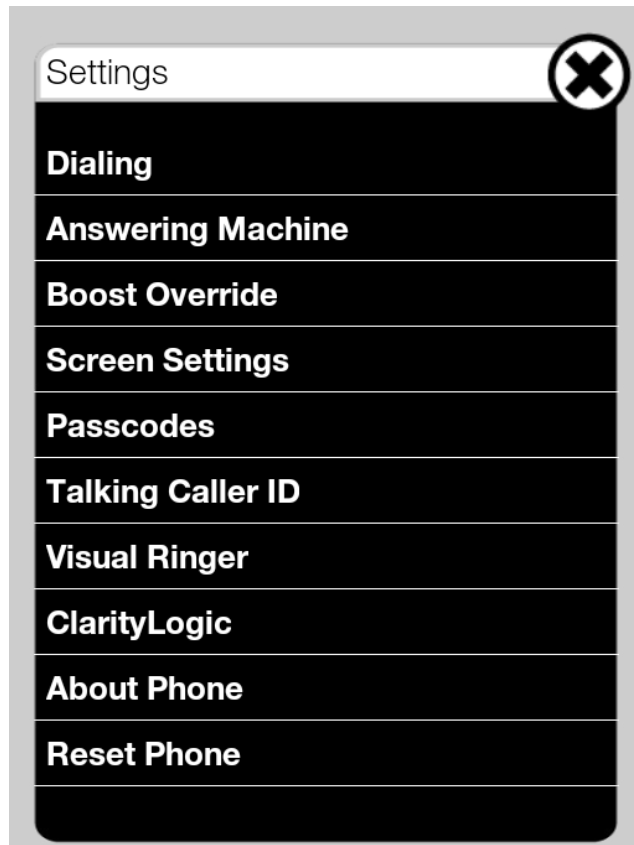 Settings
Dialing
Answering Machine
Boost Override
Screen Settings
Passcodes
Talking Caller ID
Visual Ringer
ClarityLogic
About Phone
Reset Phone